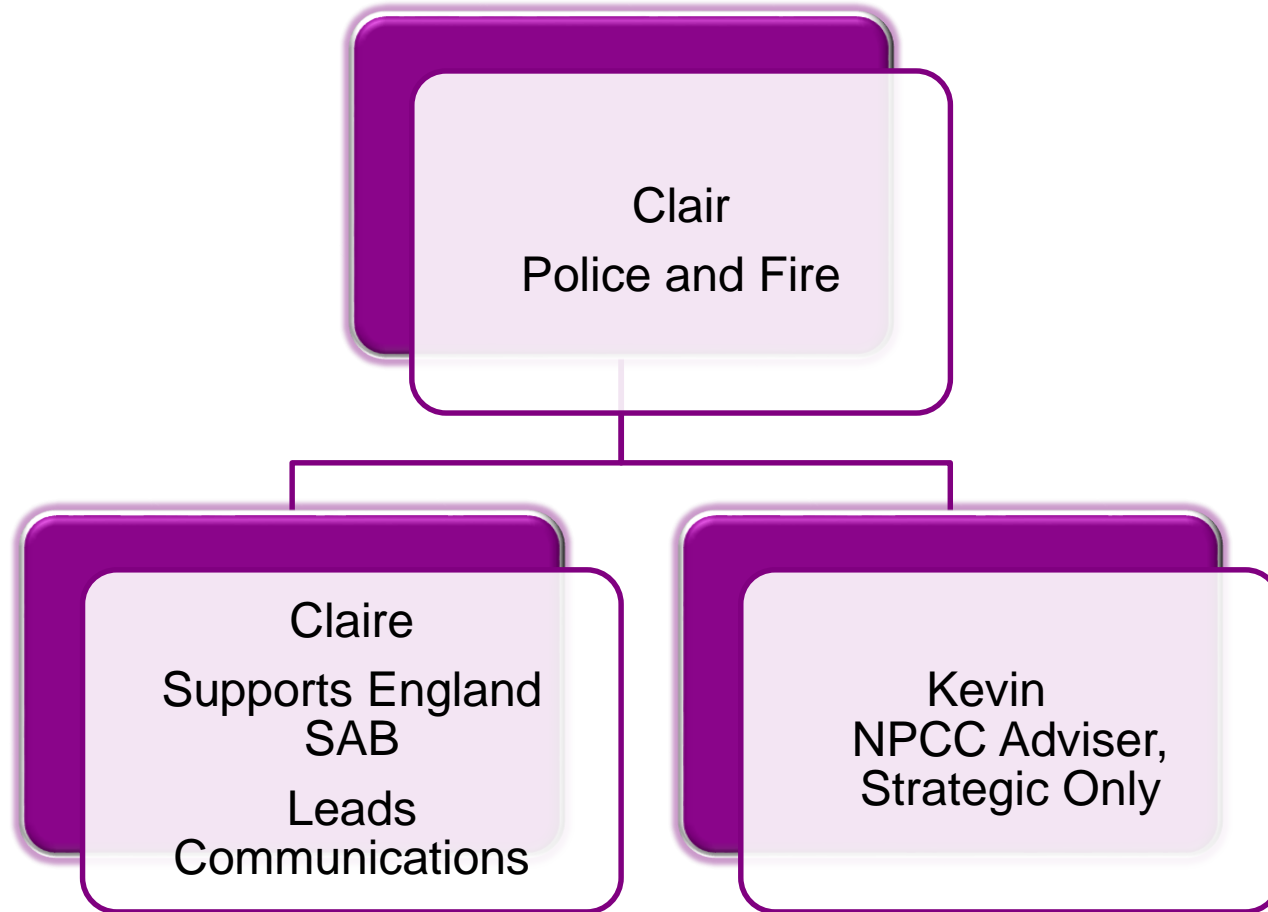 Clair
Police and Fire
Claire
Supports England
SAB
Leads
Communications
Kevin
NPCC Adviser,
Strategic Only